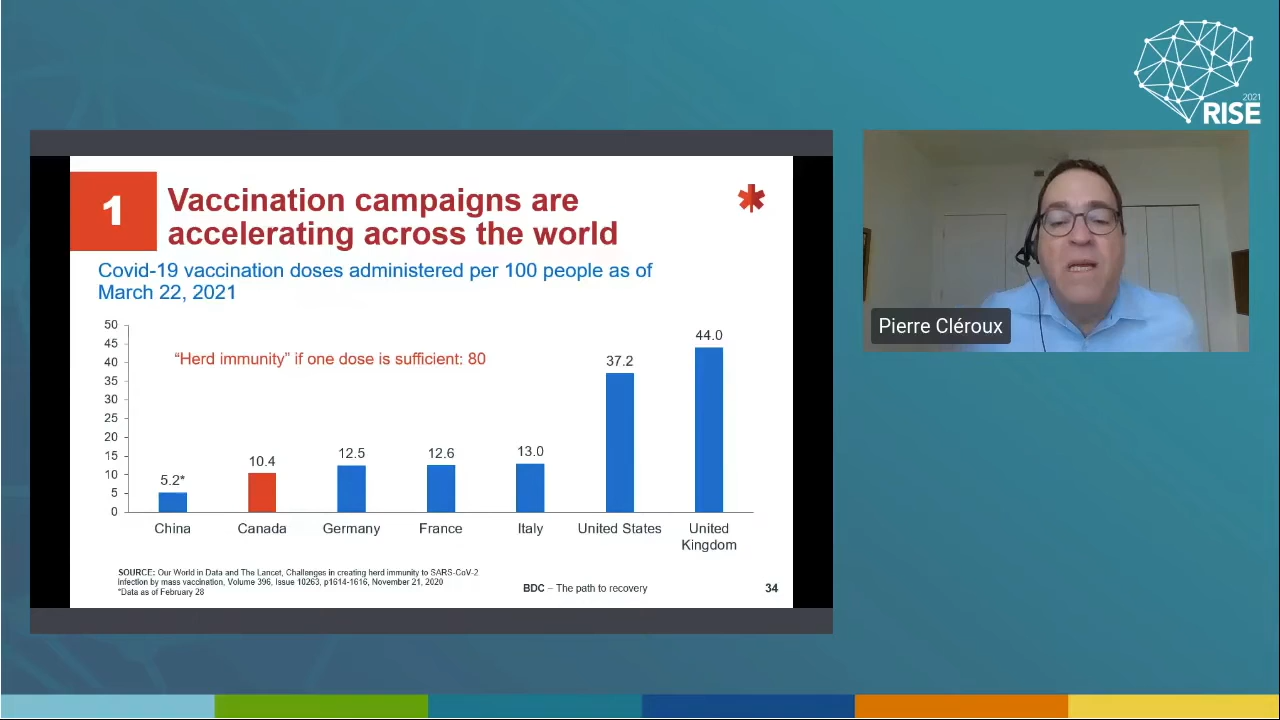 2021
RISE
1
Vaccination campaigns are
accelerating across the world
Covid-19 vaccination doses administered per 100 people as of
March 22, 2021
50
45
40
35
30
25
20
15
10
5
0
“Herd immunity” if one dose is sufficient: 80
5.2*
10.4
12.5
12.6
13.0
37.2
44.0
China
Canada
Germany
France
Italy
United States
United
Kingdom
SOURCE: Our World in Data and The Lancet, Challenges in creating herd immunity to SARS-CoV-2
infection by mass vaccination, Volume 396, Issue 10263, p1614-1616, November 21, 2020
*Data as of February 28
BDC – The path to recovery
34
Pierre Cléroux